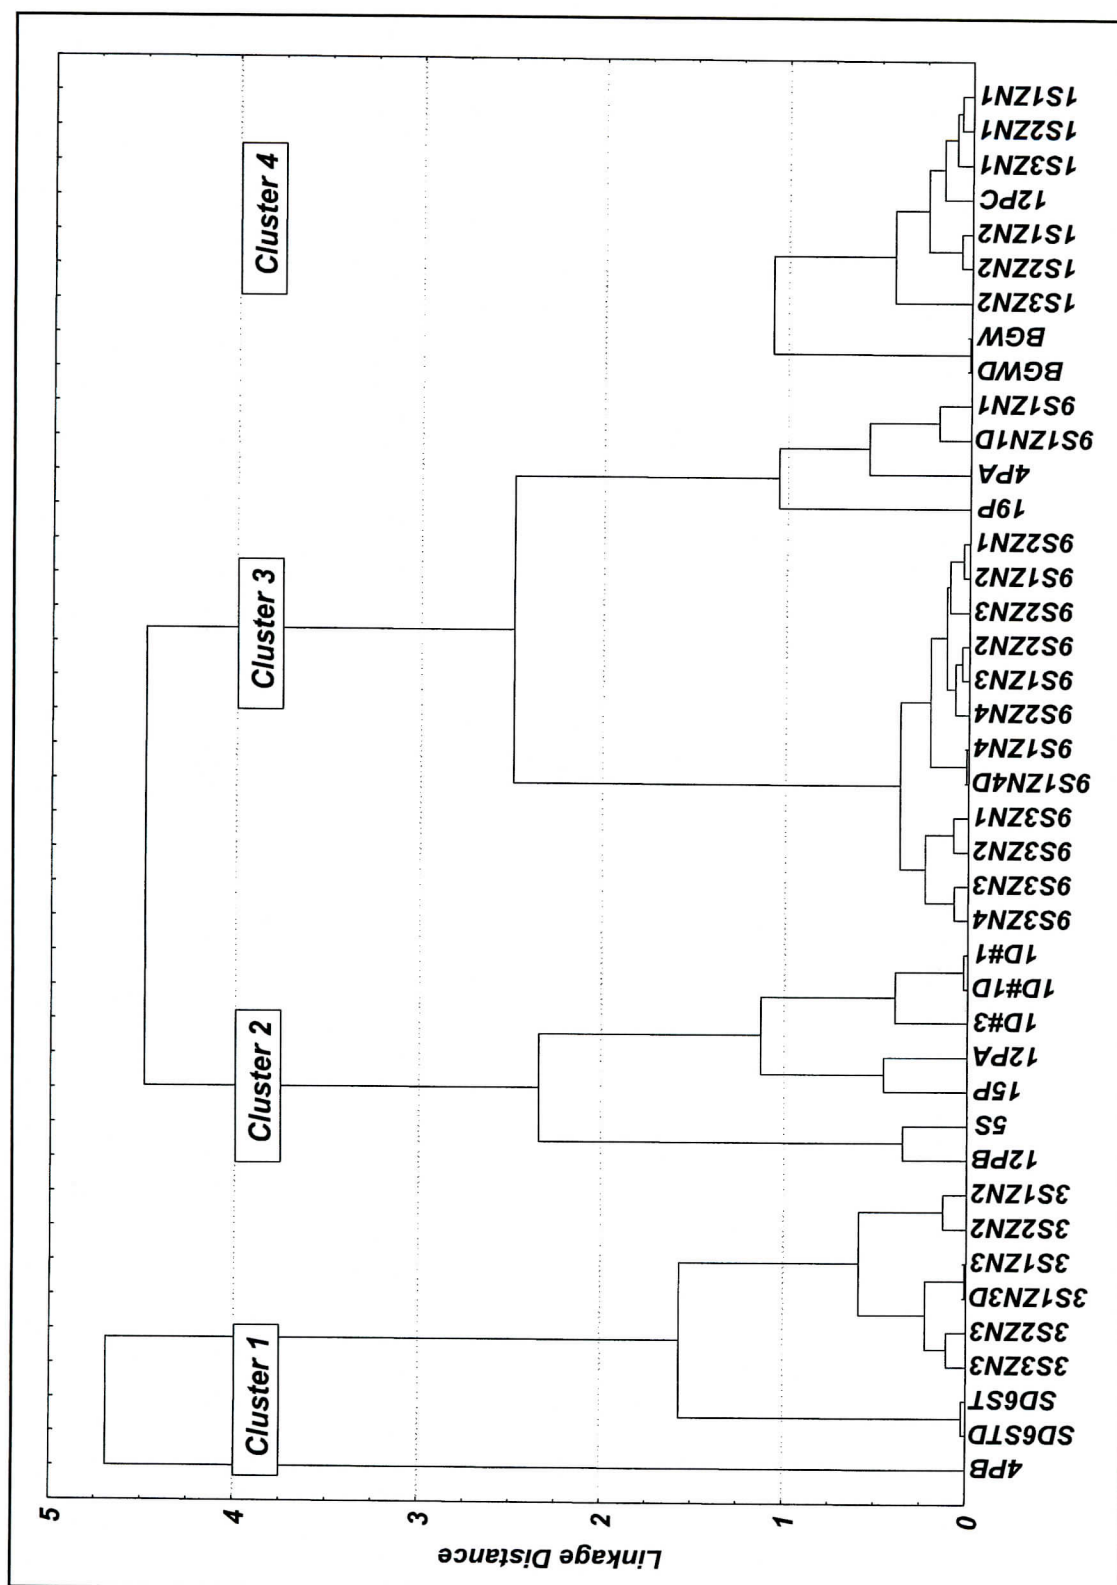 Cluster 1
Cluster 2
Cluster 3
Cluster 4
Linkage Distance
5
4
3
2
1
0
4PB
SD6STD
SD6ST
3S3ZN3
3S2ZN3
3S1ZN3D
3S1ZN3
3S2ZN2
3S1ZN2
12PB
5S
15P
12PA
1D#3
1D#1D
1D#1
9S3ZN4
9S3ZN3
9S3ZN2
9S3ZN1
9S1ZN4D
9S1ZN4
9S2ZN4
9S1ZN3
9S2ZN2
9S2ZN3
9S1ZN2
9S2ZN1
19P
4PA
9S1ZN1D
9S1ZN1
BGWD
BGW
1S3ZN2
1S2ZN2
1S1ZN2
12PC
1S3ZN1
1S2ZN1
1S1ZN1